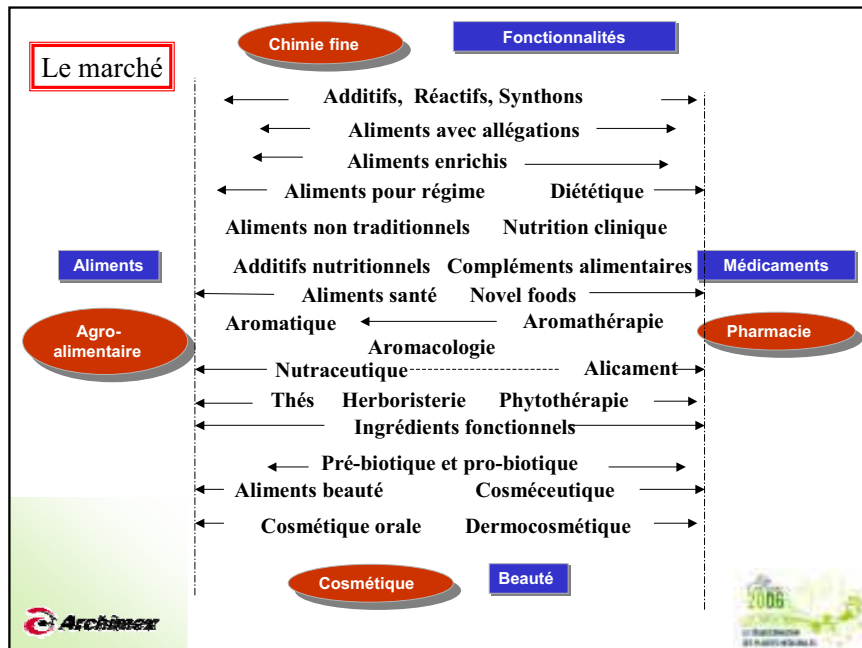 Chimie fine
Fonctionnalités
Le marché
Additifs, Réactifs, Synthons
Aliments avec allégations
Aliments enrichis
Aliments pour régime Diététique
Aliments non traditionnels Nutrition clinique
Aliments
Additifs nutritionnels Compléments alimentaires
Médicaments
Aliments santé Novel foods
Agro-
alimentaire
Aromatique Aromathérapie
Pharmacie
Aromacologie
Nutraceutique Alicament
Thés Herboristerie Phytothérapie
Ingrédients fonctionnels
Pré-biotique et pro-biotique
Aliments beauté Cosméceutique
Cosmétique orale Dermocosmétique
Cosmétique
Beauté
Archimex
2006